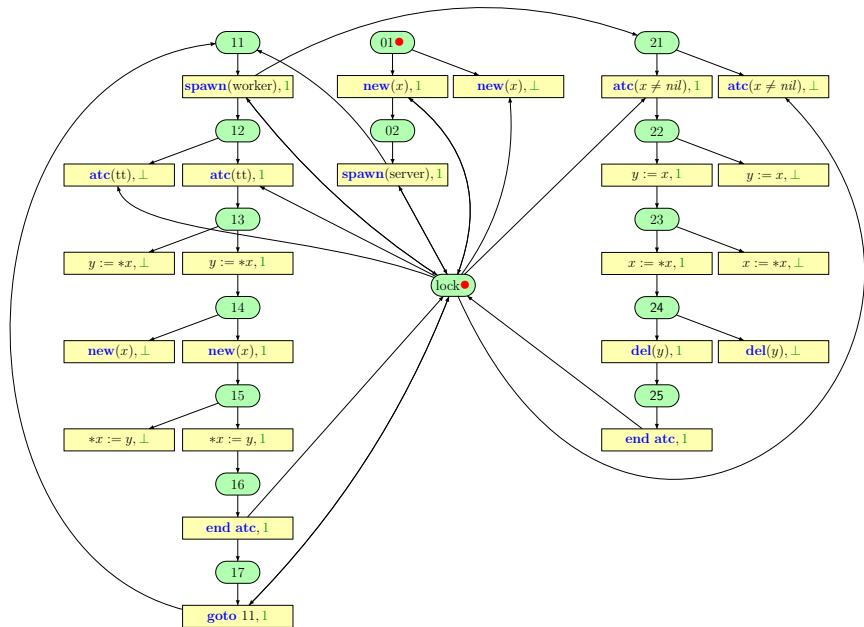 11
01
21
spawn(worker), 1
new(x), 1
new(x), ⊥
atc(x ≠ nil), 1
atc(x ≠ nil), ⊥
12
02
22
atc(tt), ⊥
atc(tt), 1
spawn(server), 1
y := x, 1
y := x, ⊥
13
23
y := ∗x, ⊥
y := ∗x, 1
x := ∗x, 1
x := ∗x, ⊥
lock
14
24
new(x), ⊥
new(x), 1
del(y), 1
del(y), ⊥
15
25
∗x := y, ⊥
∗x := y, 1
end atc, 1
16
end atc, 1
17
goto 11, 1